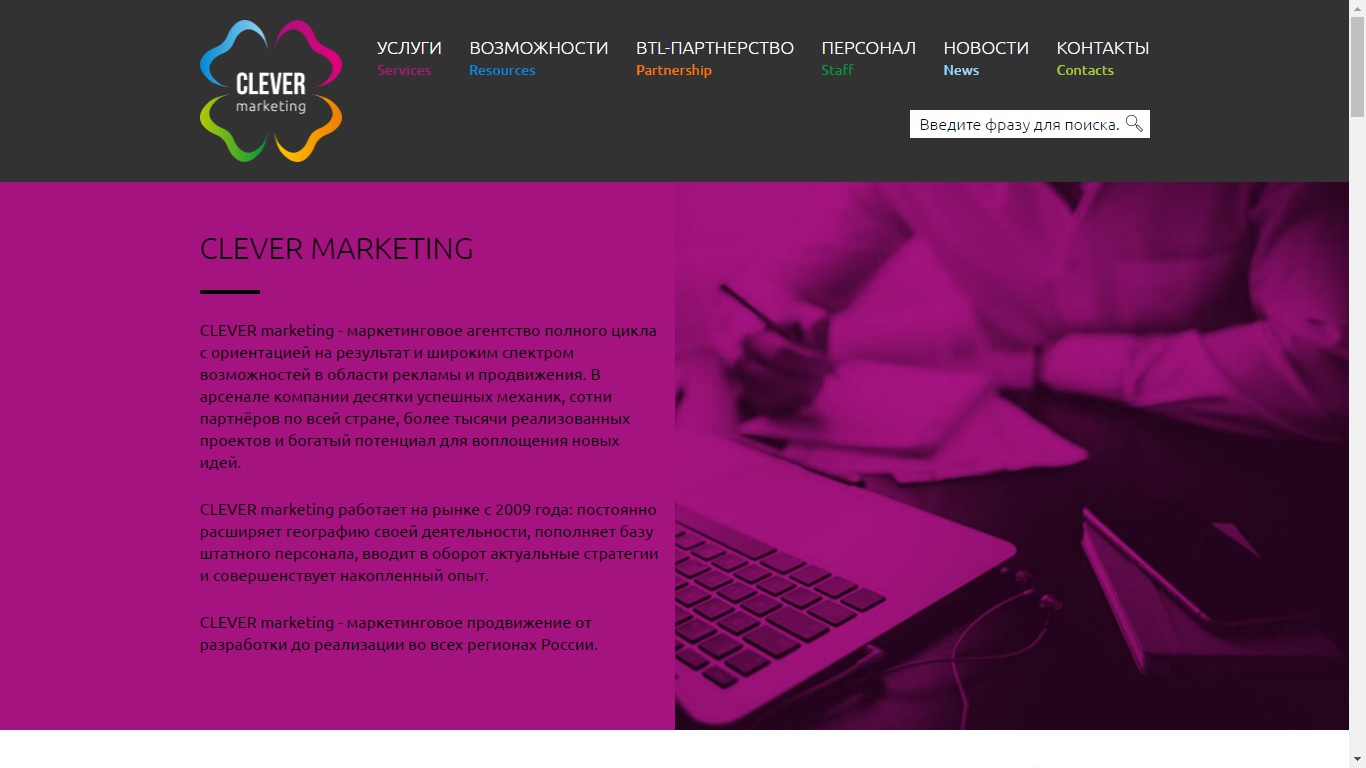 CLEVER
marketing
УСЛУГИ ВОЗМОЖНОСТИ BTL-ПАРТНЕРСТВО ПЕРСОНАЛ НОВОСТИ КОНТАКТЫ
Services Resources Partnership Staff News Contacts
Введите фразу для поиска.
CLEVER MARKETING
CLEVER marketing - маркетинговое агентство полного цикла
с ориентацией на результат и широким спектром
возможностей в области рекламы и продвижения. В
арсенале компании десятки успешных механик, сотни
партнёров по всей стране, более тысячи реализованных
проектов и богатый потенциал для воплощения новых
идей.
CLEVER marketing работает на рынке с 2009 года: постоянно
расширяет географию своей деятельности, пополняет базу
штатного персонала, вводит в оборот актуальные стратегии
и совершенствует накопленный опыт.
CLEVER marketing - маркетинговое продвижение от
разработки до реализации во всех регионах России.